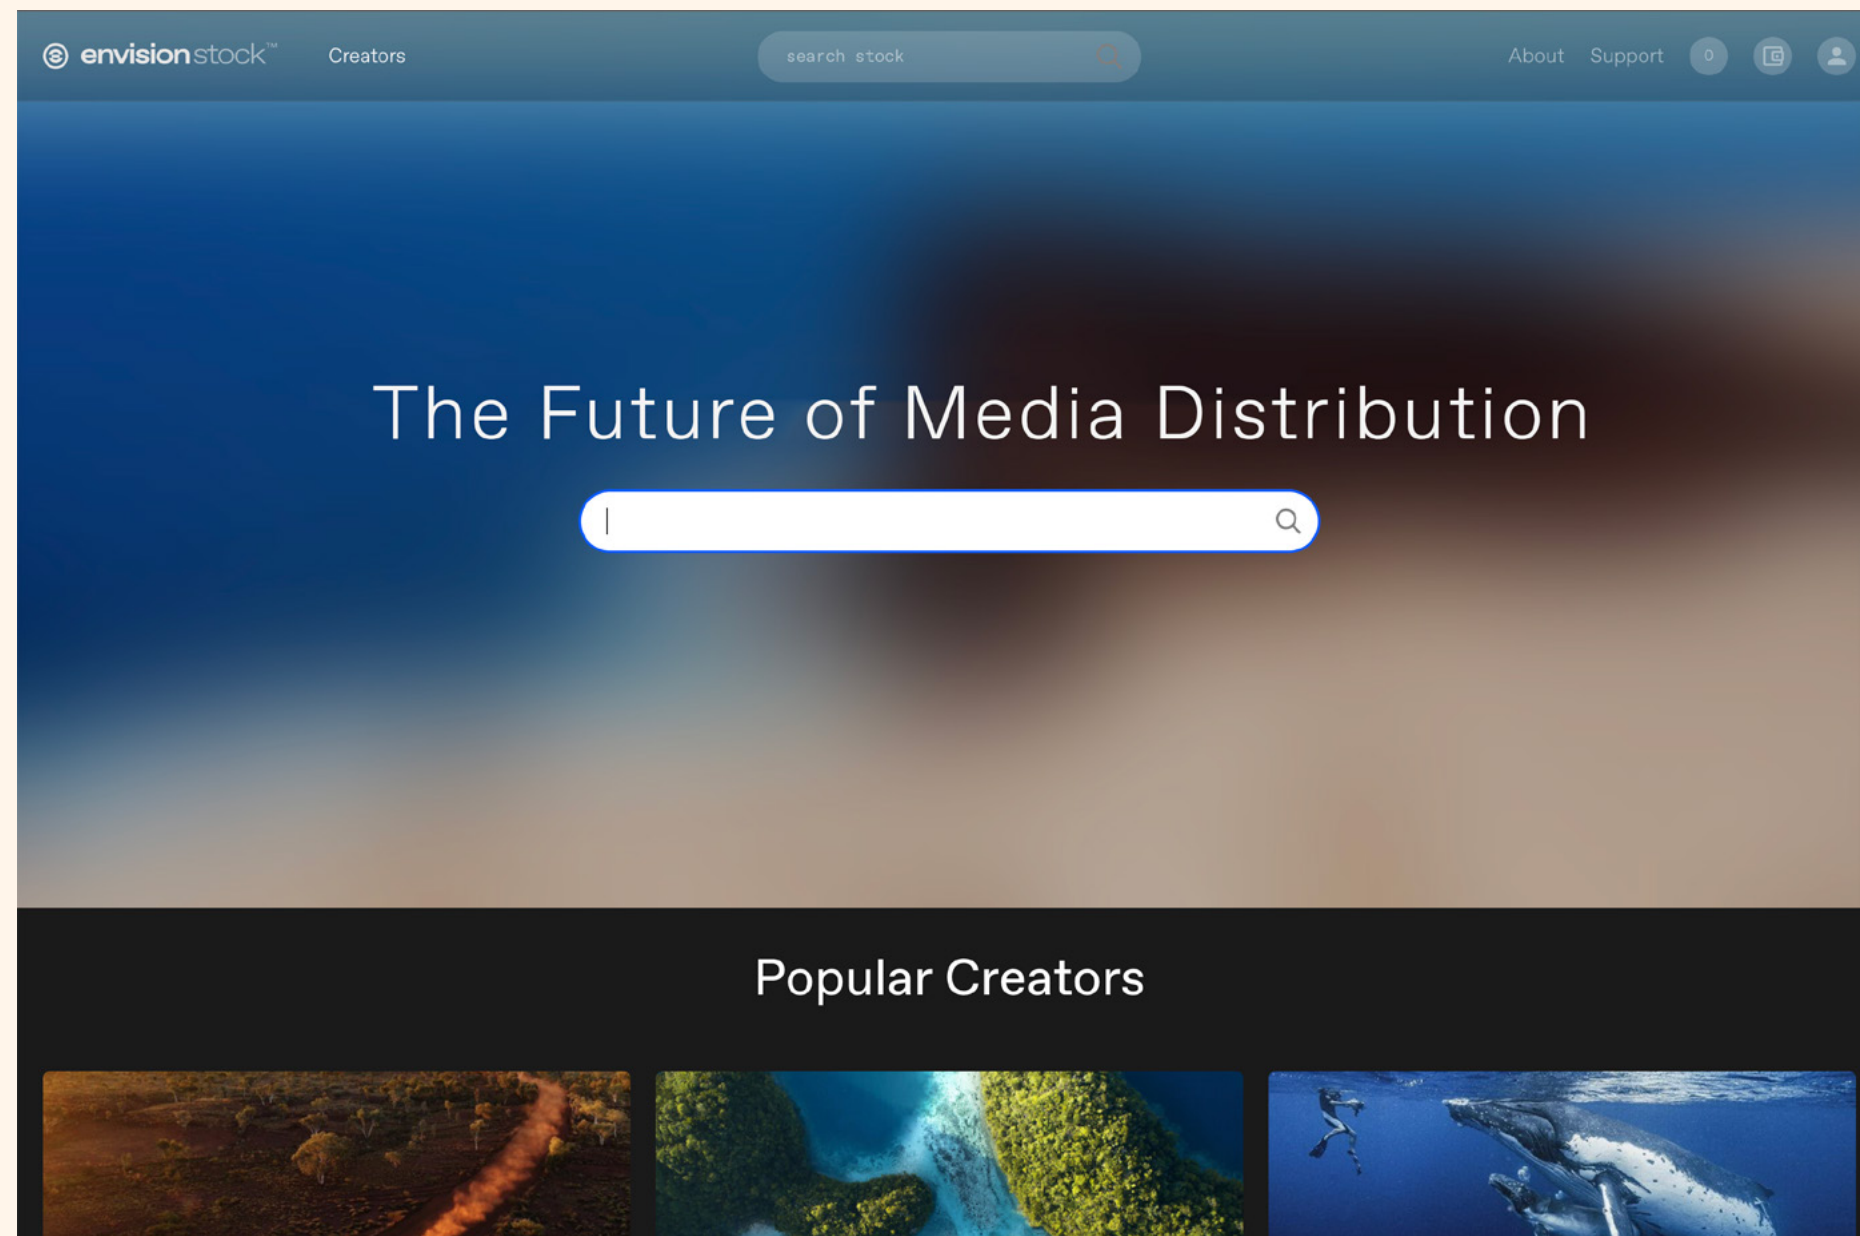 envisionstock™
Creators
search stock
About
Support
0
The Future of Media Distribution
Popular Creators